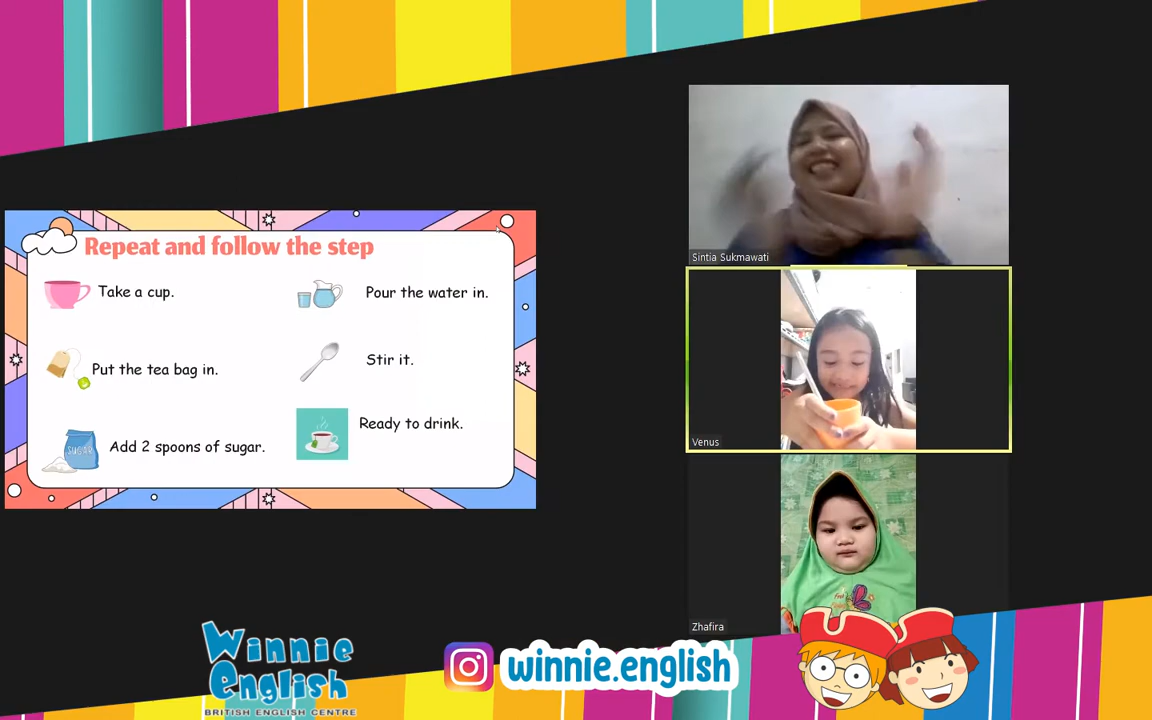 Repeat and follow the step
Take a cup.
Pour the water in.
Put the tea bag in.
Stir it.
SUGAR
Add 2 spoons of sugar.
Ready to drink.
Sintia Sukmawati
Venus
Zhafira
Winnie
English
BRITISH ENGLISH CENTRE
winnie.english